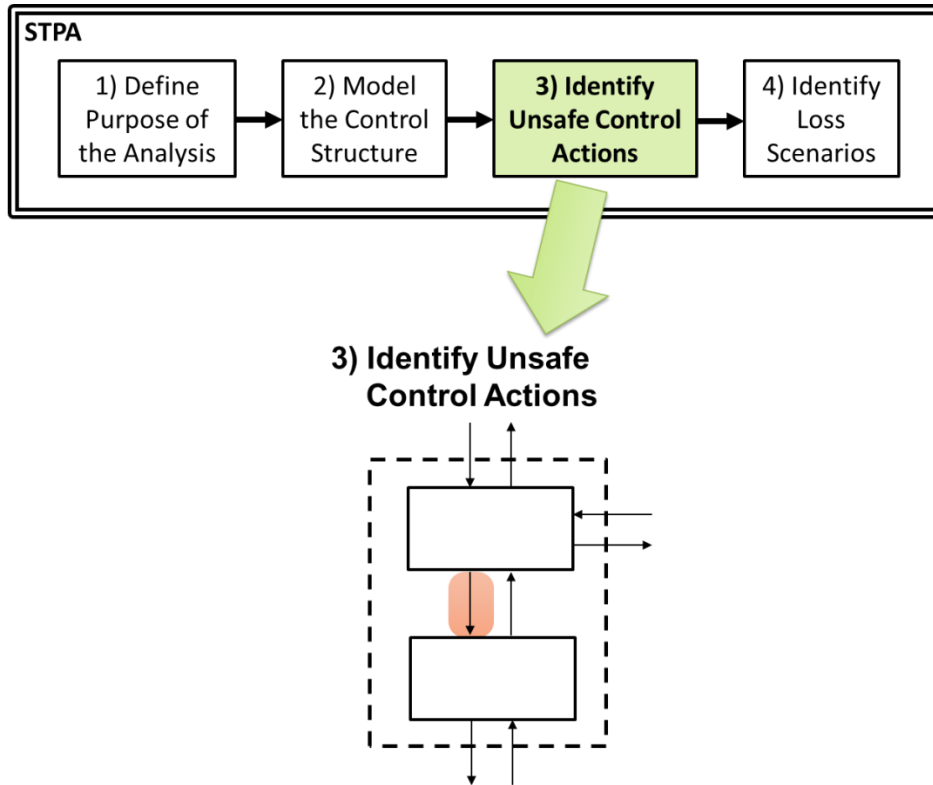 STPA
1) Define
Purpose of
the Analysis
2) Model
the Control
Structure
3) Identify
Unsafe Control
Actions
4) Identify
Loss
Scenarios
3) Identify Unsafe
Control Actions